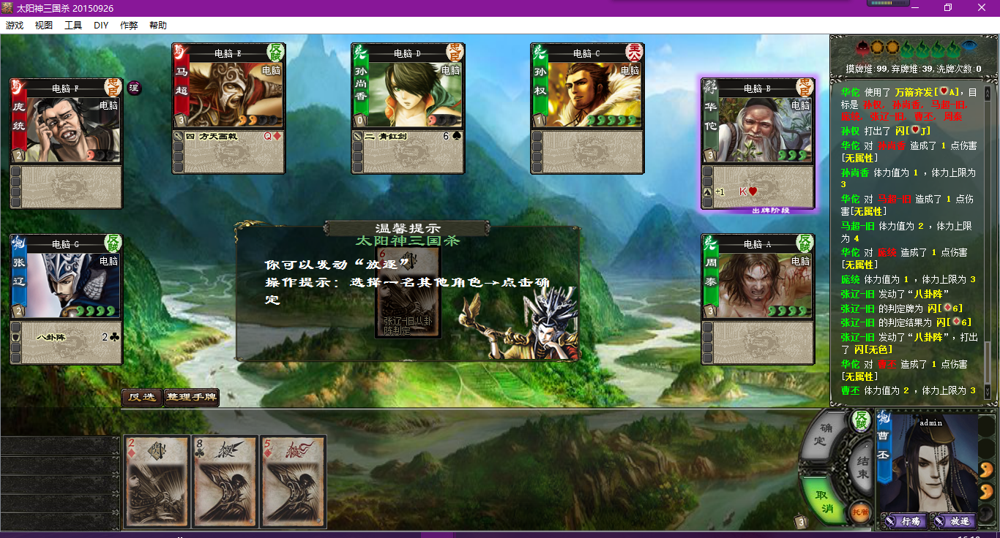 太阳神三国杀 20150926
游戏 视图 工具 DIY 作弊 帮助
电脑 E
反贼
马超
电脑
3
四 方天画戟 Q♦
电脑 D
忠臣
吴
孙尚香
电脑
0
二 青釭剑 6♠
电脑 C
主公
吴
孙权
电脑
1
电脑 F
忠臣
庞统
电脑
2
淫
电脑 B
忠臣
群
华佗
电脑
3
+1 K♥
出牌阶段
电脑 G
反贼
魏
张辽
电脑
2
八卦阵 2♣
电脑 A
反贼
吴
周泰
电脑
3
温馨提示
太阳神三国杀
你可以发动“放逐”
操作提示：选择一名其他角色->点击确
定
6
张辽-旧八卦
阵判定
摸牌堆:99,弃牌堆:39,洗牌次数:0
华佗 使用了 万箭齐发[♥A], 目
标是 孙权, 孙尚香, 马超-旧,
庞统, 张辽-旧, 曹丕, 周泰
孙权 打出了 闪[♥J]
华佗 对 孙尚香 造成了 1 点伤害
[无属性]
孙尚香 体力值为 1 ，体力上限为
3
华佗 对 马超-旧 造成了 1 点伤
害[无属性]
马超-旧 体力值为 2 ，体力上限
为 4
华佗 对 庞统 造成了 1 点伤害
[无属性]
庞统 体力值为 1 ，体力上限为 3
张辽-旧 发动了“八卦阵”
张辽-旧 的判定牌为 闪[♦6]
张辽-旧 的判定结果为 闪[♦6]
张辽-旧 发动了“八卦阵”，打出
了 闪[无色]
华佗 对 曹丕 造成了 1 点伤害
[无属性]
曹丕 体力值为 2 ，体力上限为 3
反选 整理手牌
2♦ 閃
8♣ 殺
5♦ 殺
确定
结束
取消
托管
3
反贼
魏
曹丕
admin
行殇 放逐